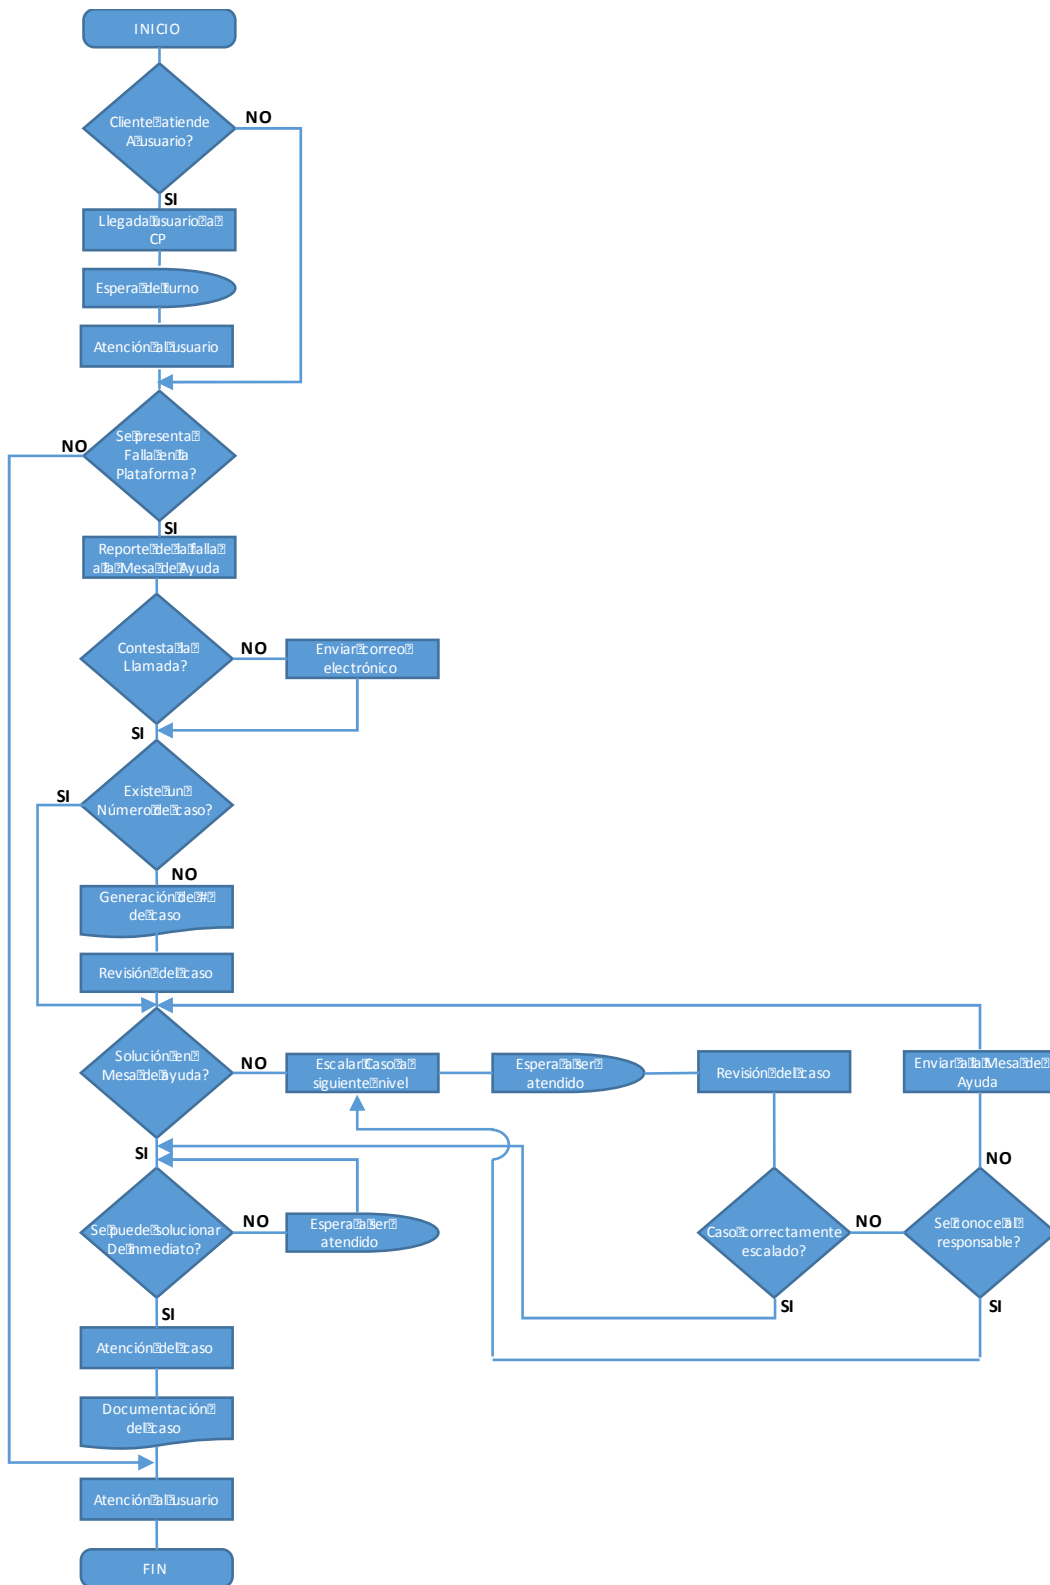 INICIO
Cliente atiende
A usuario?
NO
SI
Llegada usuario a
CP
Espera de turno
Atención al usuario
Se presenta
Falla en la
Plataforma?
NO
SI
Reporte de la falla
a la Mesa de Ayuda
Contesta la
Llamada?
NO
Enviar correo
electrónico
SI
Existe un
Número de caso?
SI
NO
Generación de #
de caso
Revisión del caso
Solución en
Mesa de ayuda?
NO
Escalar Caso a
siguiente nivel
Espera a ser
atendido
Revisión del caso
Enviar a la Mesa de
Ayuda
SI
NO
Se puede solucionar
De inmediato?
NO
Espera a ser
atendido
Caso correctamente
escalado?
NO
Se conoce al
responsable?
SI
SI
SI
Atención del caso
Documentación
del caso
Atención al usuario
FIN